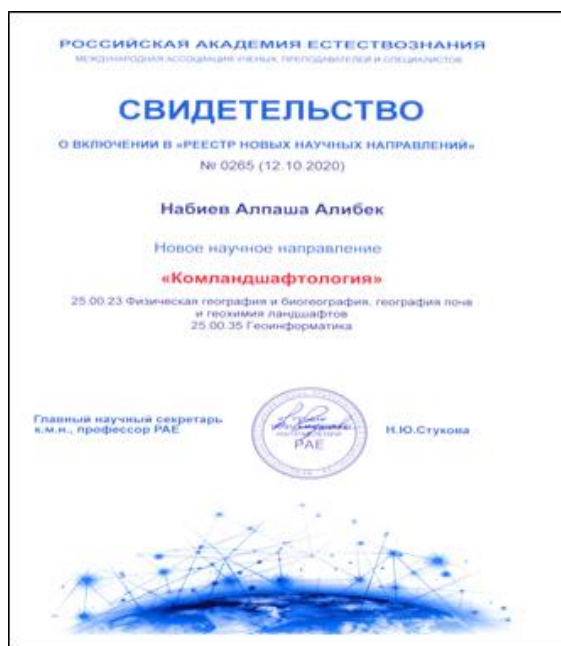 РОССИЙСКАЯ АКАДЕМИЯ ЕСТЕСТВОЗНАНИЯ
МЕЖДУНАРОДНАЯ АССОЦИАЦИЯ УЧЕНЫХ, ПРЕПОДАВАТЕЛЕЙ И СПЕЦИАЛИСТОВ
СВИДЕТЕЛЬСТВО
О ВКЛЮЧЕНИИ В «РЕЕСТР НОВЫХ НАУЧНЫХ НАПРАВЛЕНИЙ»
№ 0265 (12.10.2020)
Набиев Алпаша Алибек
Новое научное направление
«Комландшафтология»
25.00.23 Физическая география и биогеография, география почв
и геохимия ландшафтов
25.00.35 Геоинформатика
Главный научный секретарь
к.м.н., профессор РАЕ
НАПРАВЛЕНИЙ
РАЕ
Н.Ю.Стукова